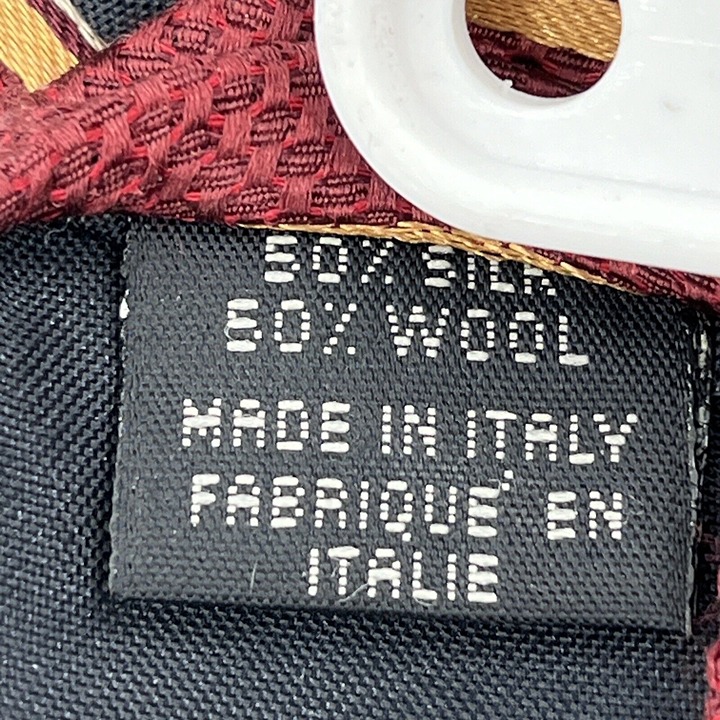 50% SILK
50% WOOL
MADE IN ITALY
FABRIQUÉ EN
ITALIE